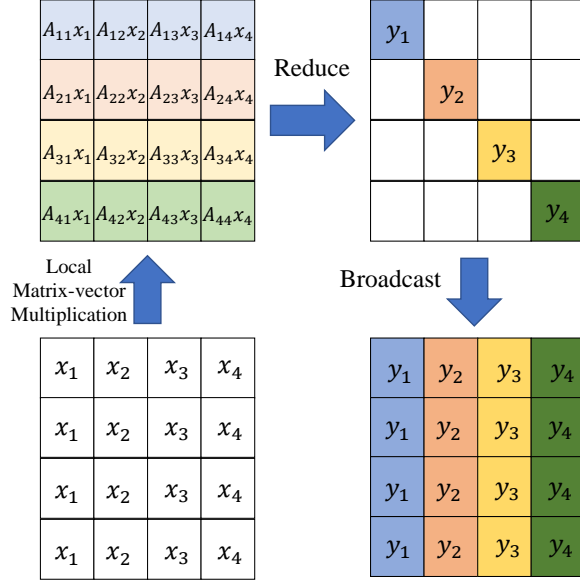 A₁₁x₁ A₁₂x₂ A₁₃x₃ A₁₄x₄
A₂₁x₁ A₂₂x₂ A₂₃x₃ A₂₄x₄
A₃₁x₁ A₃₂x₂ A₃₃x₃ A₃₄x₄
A₄₁x₁ A₄₂x₂ A₄₃x₃ A₄₄x₄
Reduce
y₁
y₂
y₃
y₄
Local
Matrix-vector
Multiplication
Broadcast
x₁ x₂ x₃ x₄
x₁ x₂ x₃ x₄
x₁ x₂ x₃ x₄
x₁ x₂ x₃ x₄
y₁ y₂ y₃ y₄
y₁ y₂ y₃ y₄
y₁ y₂ y₃ y₄
y₁ y₂ y₃ y₄